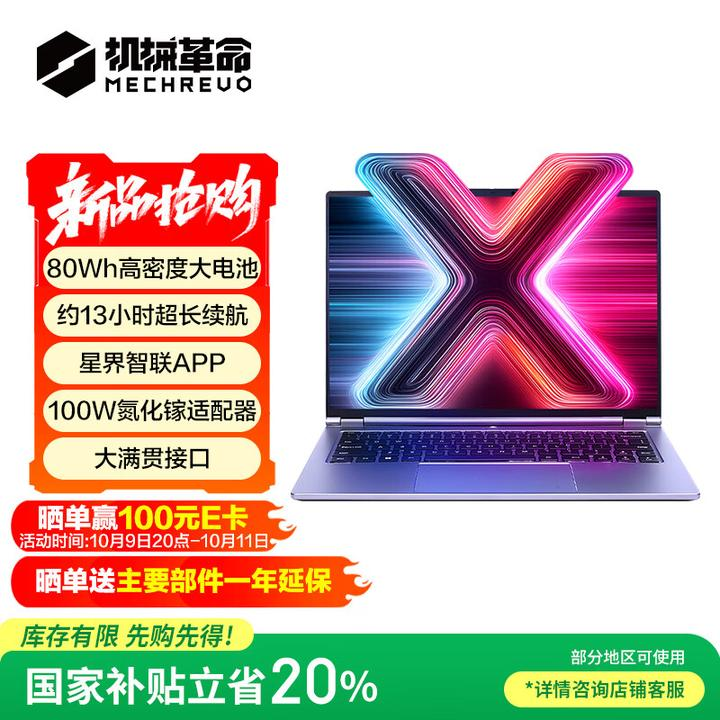 机械革命
MECHREVO
新品抢购
80Wh高密度大电池
约13小时超长续航
星界智联APP
100W氮化镓适配器
大满贯接口
晒单赢100元E卡
活动时间:10月9日20点-10月11日
晒单送主要部件一年延保
库存有限 先购先得!
国家补贴立省20%
部分地区可使用
*详情咨询店铺客服